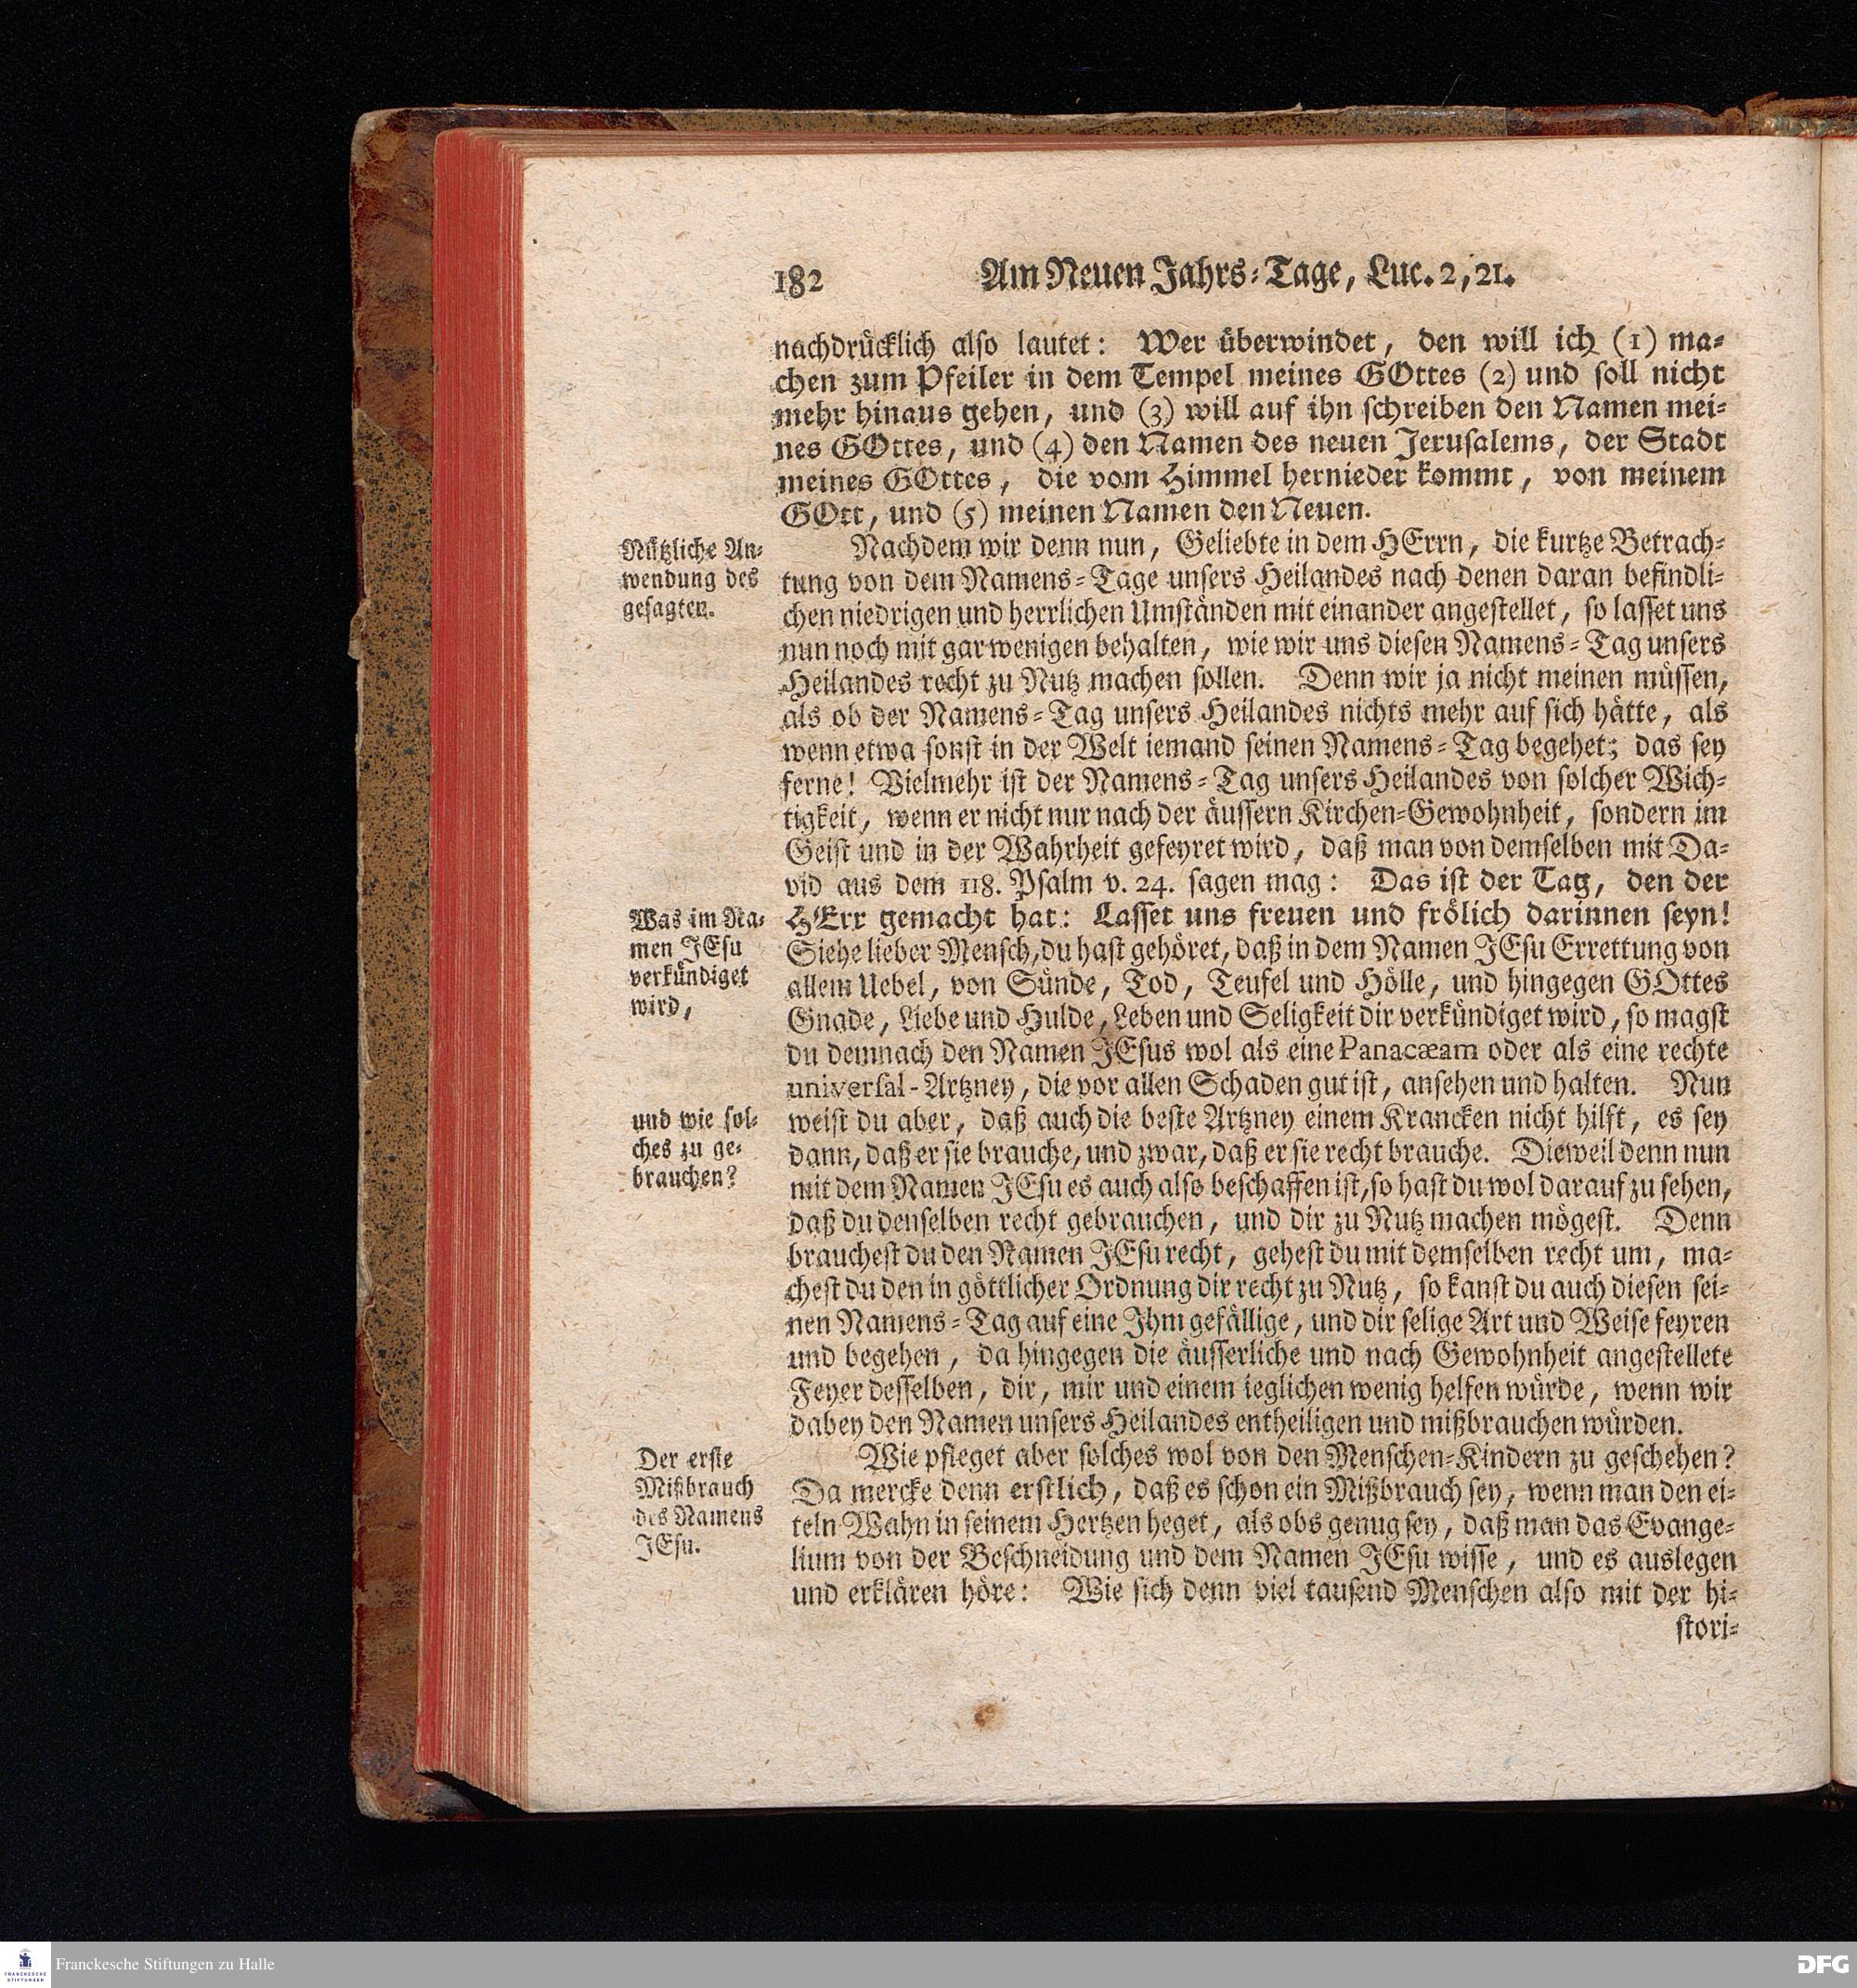 182 Am Neuen Jahrs-Tage, Luc. 2, 21.
nachdrücklich also lautet: Wer überwindet, den will ich (1) ma-
chen zum Pfeiler in dem Tempel meines GOttes (2) und soll nicht
mehr hinaus gehen, und (3) will auf ihn schreiben den Namen mei-
nes GOttes, und (4) den Namen des neuen Jerusalems, der Stadt
meines GOttes, die vom Himmel hernieder kommt, von meinem
GOtt, und (5) meinen Namen den Neuen.
Nützliche An-
wendung des
gesagten.
Nachdem wir denn nun, Geliebte in dem HErrn, die kurtze Betrach-
tung von dem Namens-Tage unsers Heilandes nach denen daran befindli-
chen niedrigen und herrlichen Umständen mit einander angestellet, so lasset uns
nun noch mit gar wenigen behalten, wie wir uns diesen Namens-Tag unsers
Heilandes recht zu Nutz machen sollen. Denn wir ja nicht meinen müssen,
als ob der Namens-Tag unsers Heilandes nichts mehr auf sich hätte, als
wenn etwa sonst in der Welt iemand seinen Namens-Tag begehet; das sey
ferne! Vielmehr ist der Namens-Tag unsers Heilandes von solcher Wich-
tigkeit, wenn er nicht nur nach der äussern Kirchen-Gewohnheit, sondern im
Geist und in der Wahrheit gefeyret wird, daß man von demselben mit Da-
vid aus dem 118. Psalm v. 24. sagen mag: Das ist der Tag, den der
HErr gemacht hat: Lasset uns freuen und frölich darinnen seyn!
Was im Na-
men JEsu
verkündiget
wird,
Siehe lieber Mensch, du hast gehöret, daß in dem Namen JEsu Errettung von
allem Uebel, von Sünde, Tod, Teufel und Hölle, und hingegen GOttes
Gnade, Liebe und Hulde, Leben und Seligkeit dir verkündiget wird, so magst
du demnach den Namen JEsus wol als eine Panacæam oder als eine rechte
universal-Artzney, die vor allen Schaden gut ist, ansehen und halten. Nun
und wie sol-
ches zu ge-
brauchen?
weist du aber, daß auch die beste Artzney einem Krancken nicht hilft, es sey
dann, daß er sie brauche, und zwar, daß er sie recht brauche. Dieweil denn nun
mit dem Namen JEsu es auch also beschaffen ist, so hast du wol darauf zu sehen,
daß du denselben recht gebrauchen, und dir zu Nutz machen mögest. Denn
brauchest du den Namen JEsu recht, gehest du mit demselben recht um, ma-
chest du den in göttlicher Ordnung dir recht zu Nutz, so kanst du auch diesen sei-
nen Namens-Tag auf eine Ihm gefällige, und dir selige Art und Weise feyren
und begehen, da hingegen die äusserliche und nach Gewohnheit angestellete
Feyer desselben, dir, mir und einem ieglichen wenig helfen würde, wenn wir
dabey den Namen unsers Heilandes entheiligen und mißbrauchen würden.
Der erste
Mißbrauch
des Namens
JEsu.
Wie pfleget aber solches wol von den Menschen-Kindern zu geschehen?
Da mercke denn erstlich, daß es schon ein Mißbrauch sey, wenn man den ei-
teln Wahn in seinem Hertzen heget, als obs genug sey, daß man das Evange-
lium von der Beschneidung und dem Namen JEsu wisse, und es auslegen
und erklären höre: Wie sich denn viel tausend Menschen also mit der hi-
stori-
FRANCKESCHE
STIFTUNGEN
Franckesche Stiftungen zu Halle
DFG